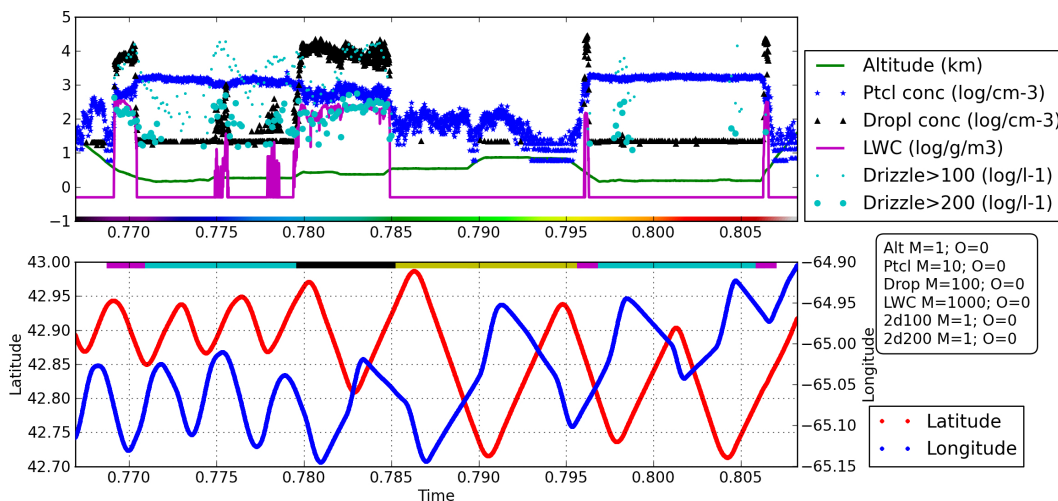 5
4
3
2
1
0
−1
0.770 0.775 0.780 0.785 0.790 0.795 0.800 0.805
Altitude (km)
Ptcl conc (log/cm-3)
Dropl conc (log/cm-3)
LWC (log/g/m3)
Drizzle>100 (log/l-1)
Drizzle>200 (log/l-1)
Alt M=1; O=0
Ptcl M=10; O=0
Drop M=100; O=0
LWC M=1000; O=0
2d100 M=1; O=0
2d200 M=1; O=0
Latitude
43.00
42.95
42.90
42.85
42.80
42.75
42.70
−64.90
−64.95
−65.00
−65.05
−65.10
−65.15
Longitude
0.770 0.775 0.780 0.785 0.790 0.795 0.800 0.805
Time
Latitude
Longitude